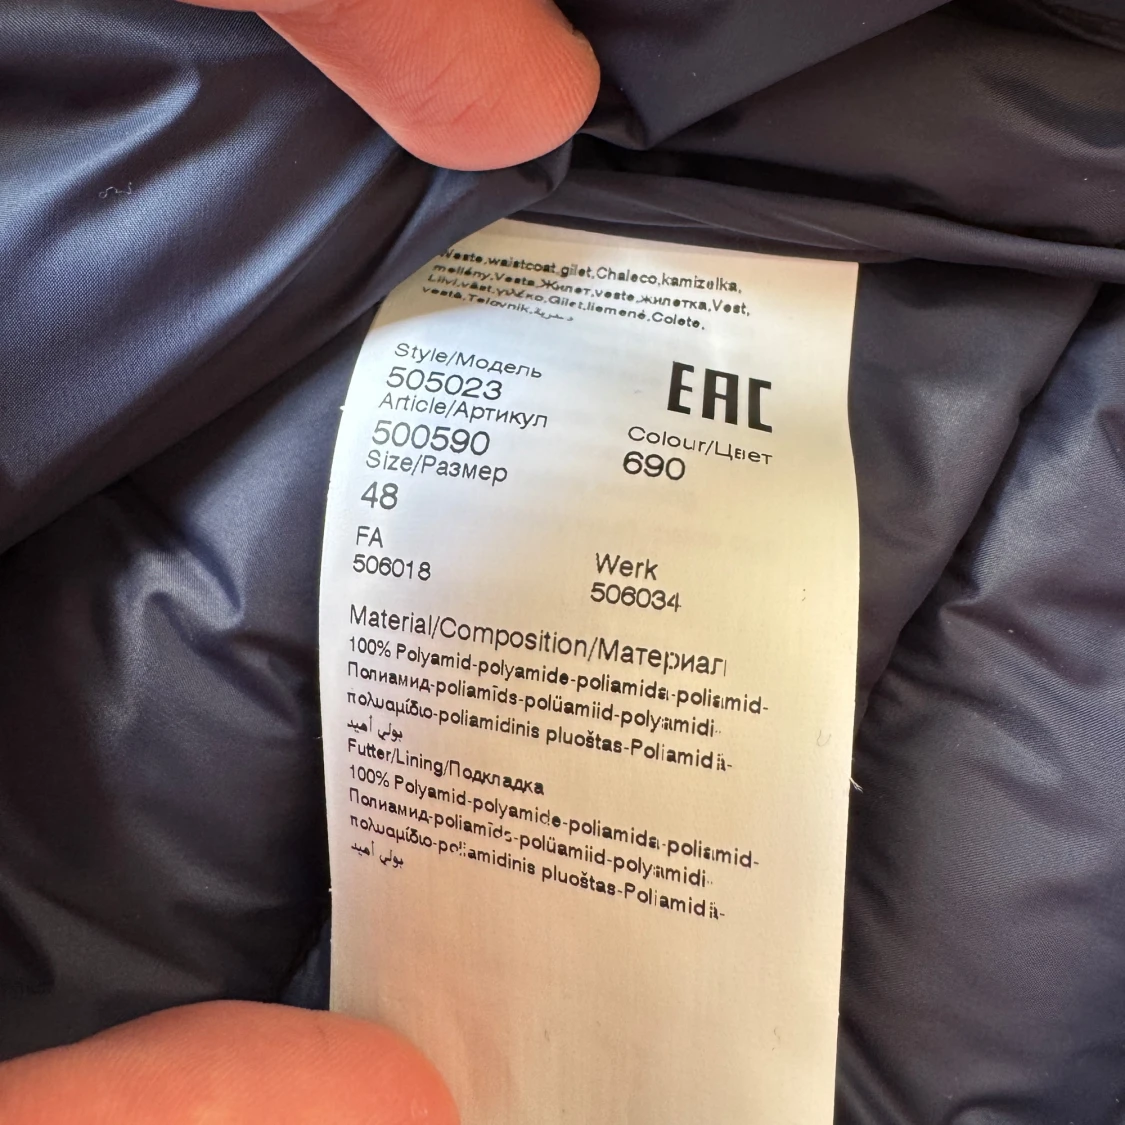 Veste,waistcoat,gilet,Chaleco,kamizelka,
mellény,Vesta,Жилет,veste,жилетка,Vest,
Liivi,väst,γιλέκο,Gilet,liemenė,Colete,
vesta,Telovnik,
Style/Модель
505023
EAC
Article/Артикул
500590
Colour/Цвет
690
Size/Размер
48
FA
506018
Werk
506034
Material/Composition/Материал
100% Polyamid-polyamide-poliamida-poliamid-
Полиамид-poliamīds-polüamiid-polyamidi-
πολυαμίδιο-poliamidinis pluoštas-Poliamidă-
بولي أميد
Futter/Lining/Подкладка
100% Polyamid-polyamide-poliamida-poliamid-
Полиамид-poliamīds-polüamiid-polyamidi-
πολυαμίδιο-poliamidinis pluoštas-Poliamidă-
بولي أميد